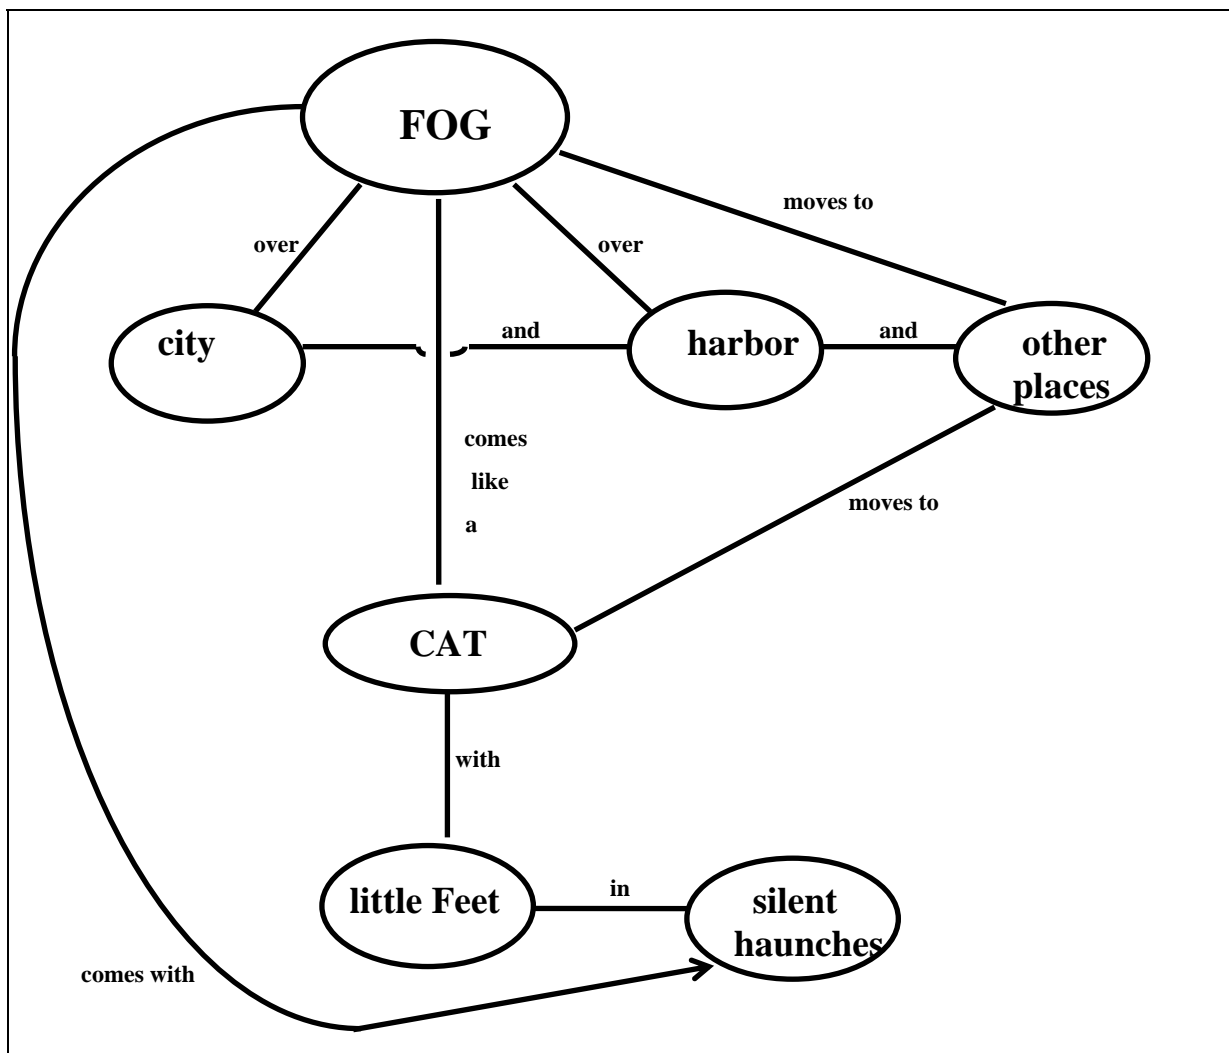 FOG
moves to
over
over
city
and
harbor
and
other
places
comes
like
a
moves to
CAT
with
little Feet
in
silent
haunches
comes with